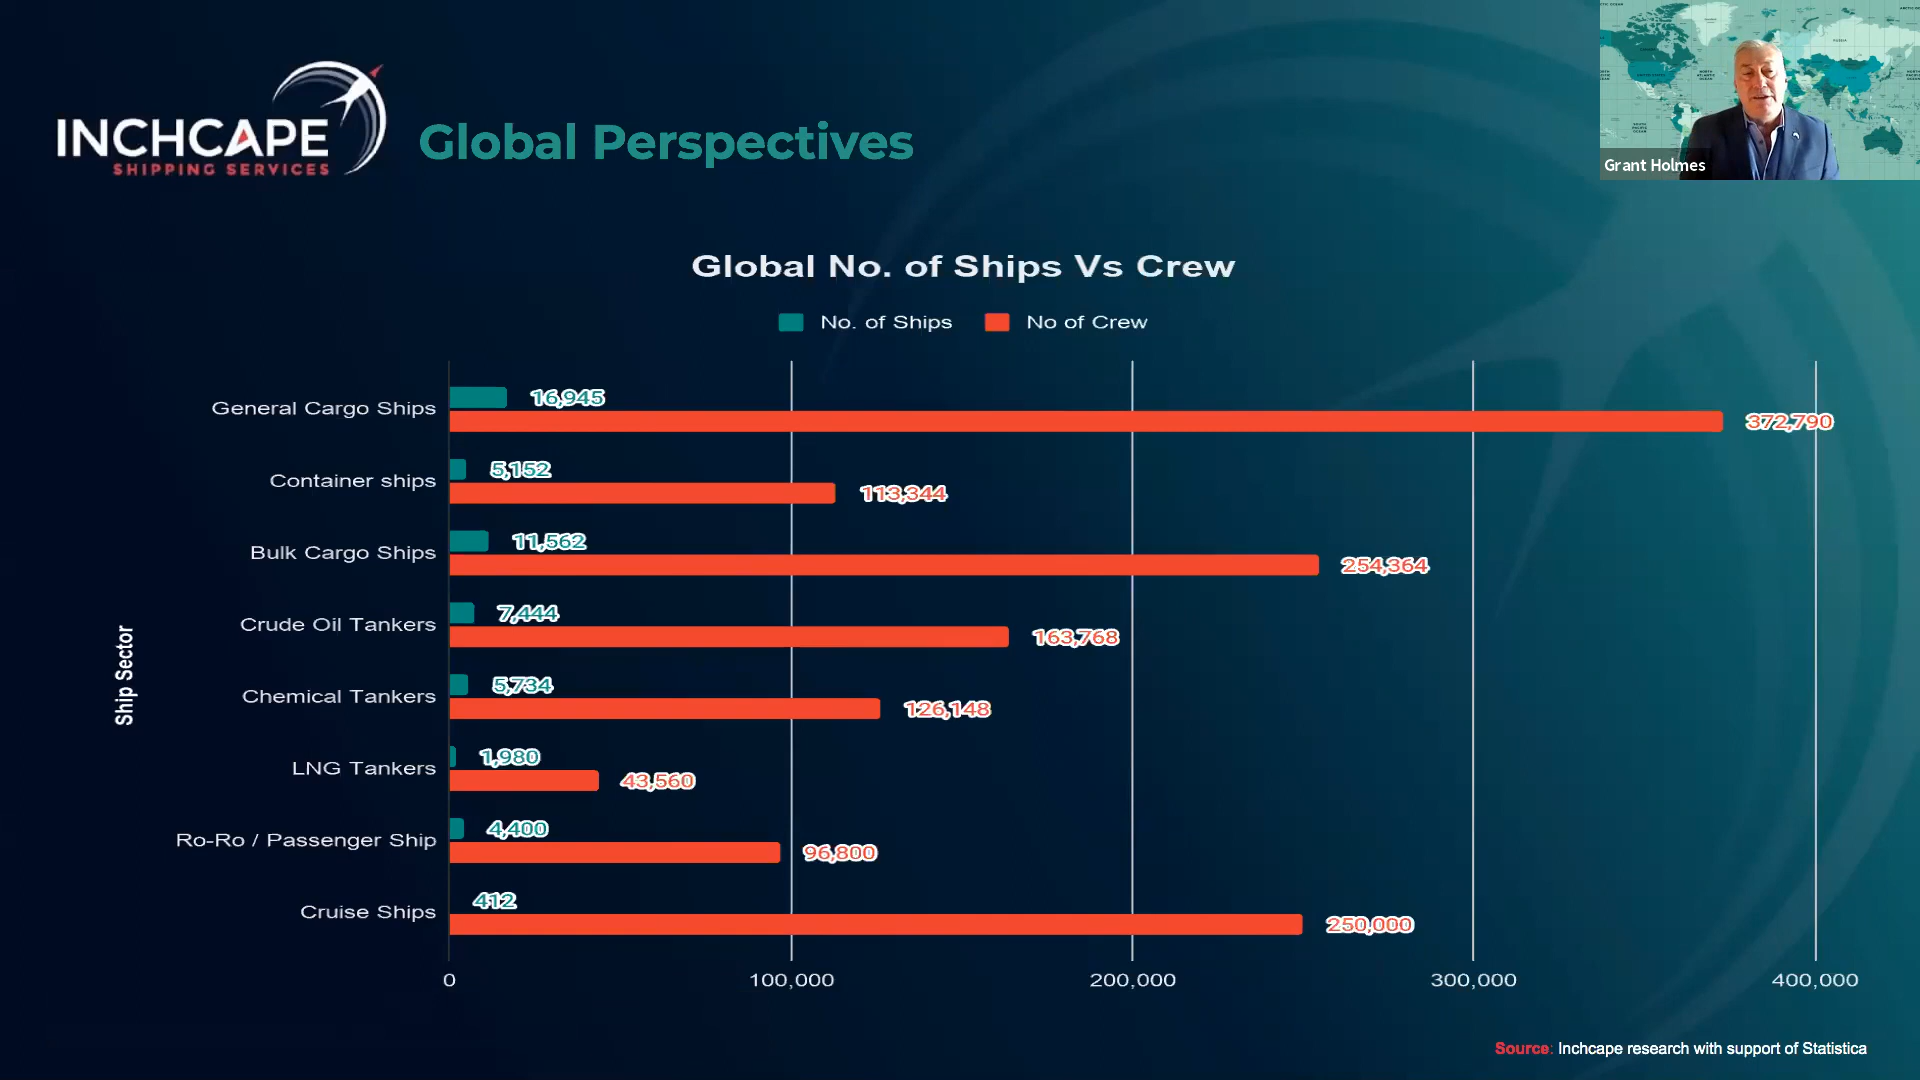 INCHCAPE
SHIPPING SERVICES
Global Perspectives
Grant Holmes
Global No. of Ships Vs Crew
No. of Ships
No of Crew
Ship Sector
General Cargo Ships
16,945
372,790
Container ships
5,152
113,344
Bulk Cargo Ships
11,562
254,364
Crude Oil Tankers
7,444
163,768
Chemical Tankers
5,734
126,148
LNG Tankers
1,980
43,560
Ro-Ro / Passenger Ship
4,400
96,800
Cruise Ships
412
250,000
0
100,000
200,000
300,000
400,000
Source: Inchcape research with support of Statistica